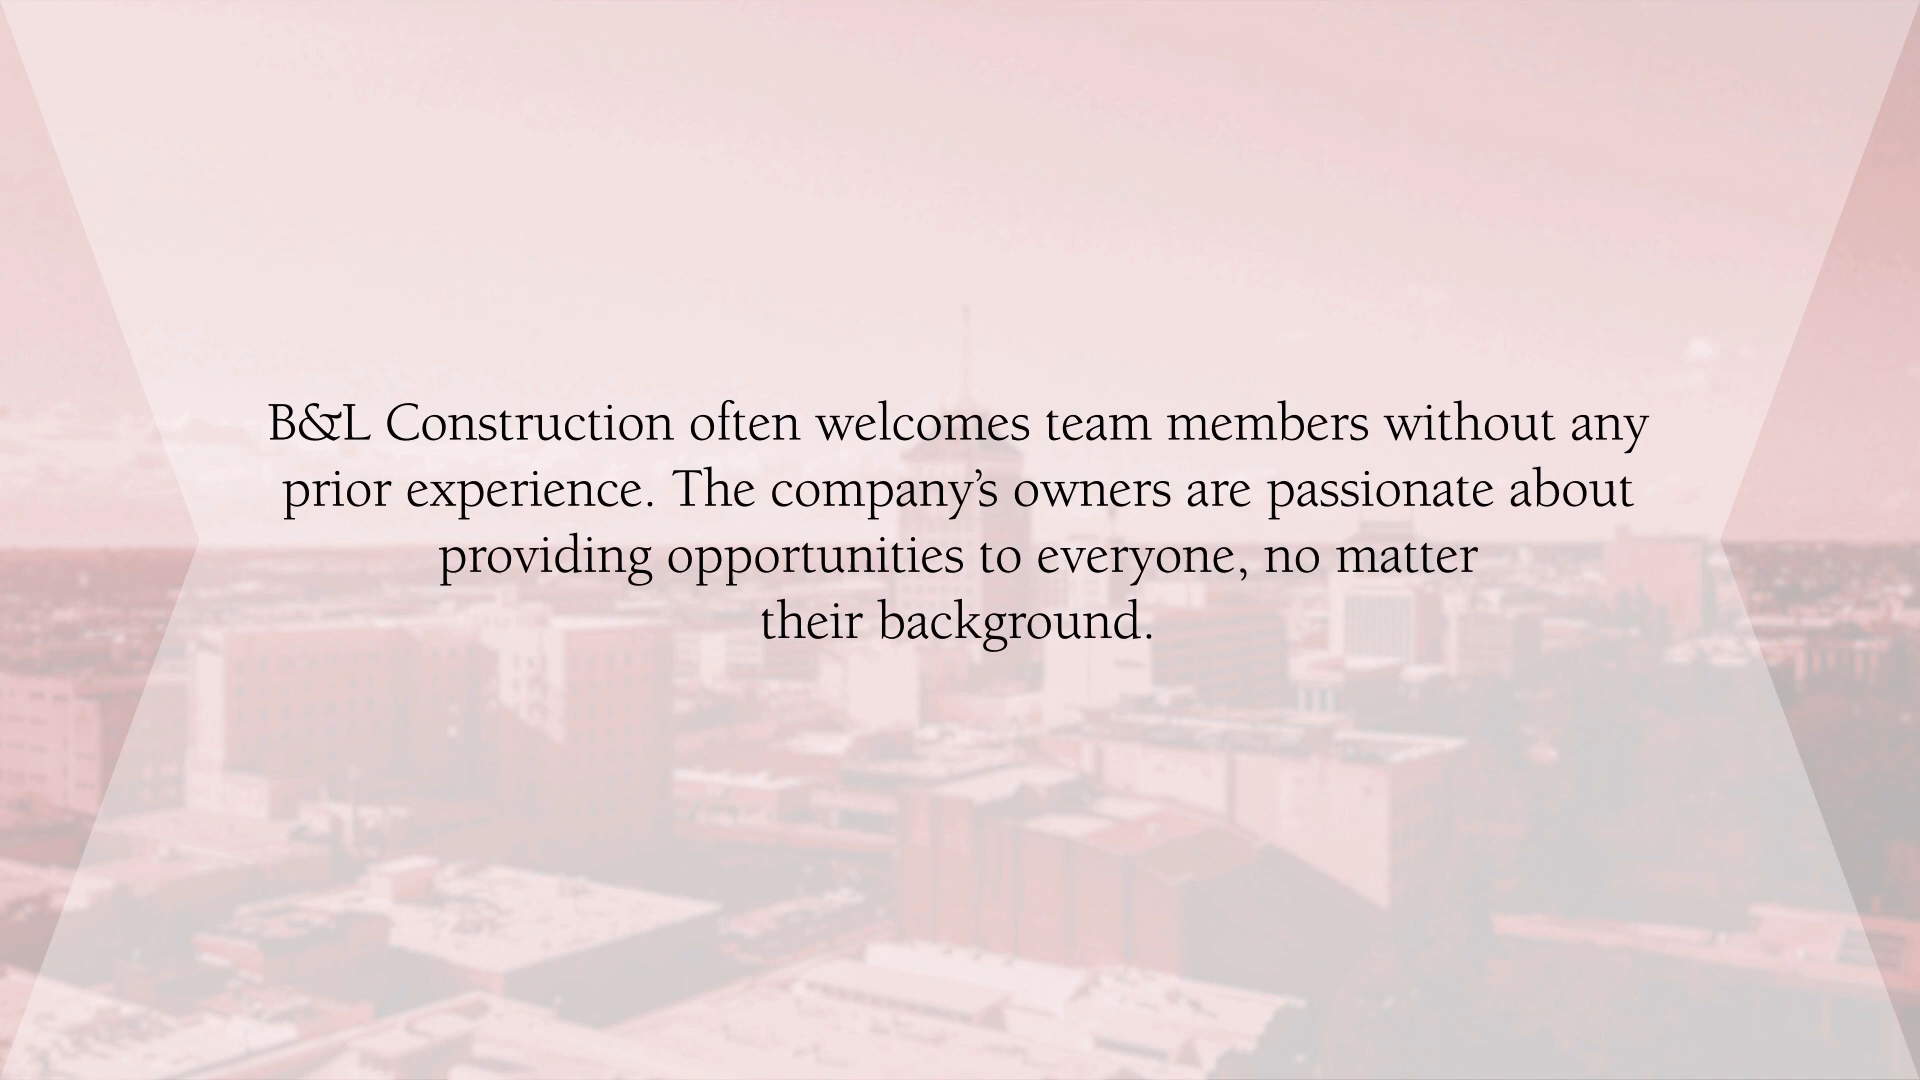 B&L Construction often welcomes team members without any
prior experience. The company’s owners are passionate about
providing opportunities to everyone, no matter
their background.